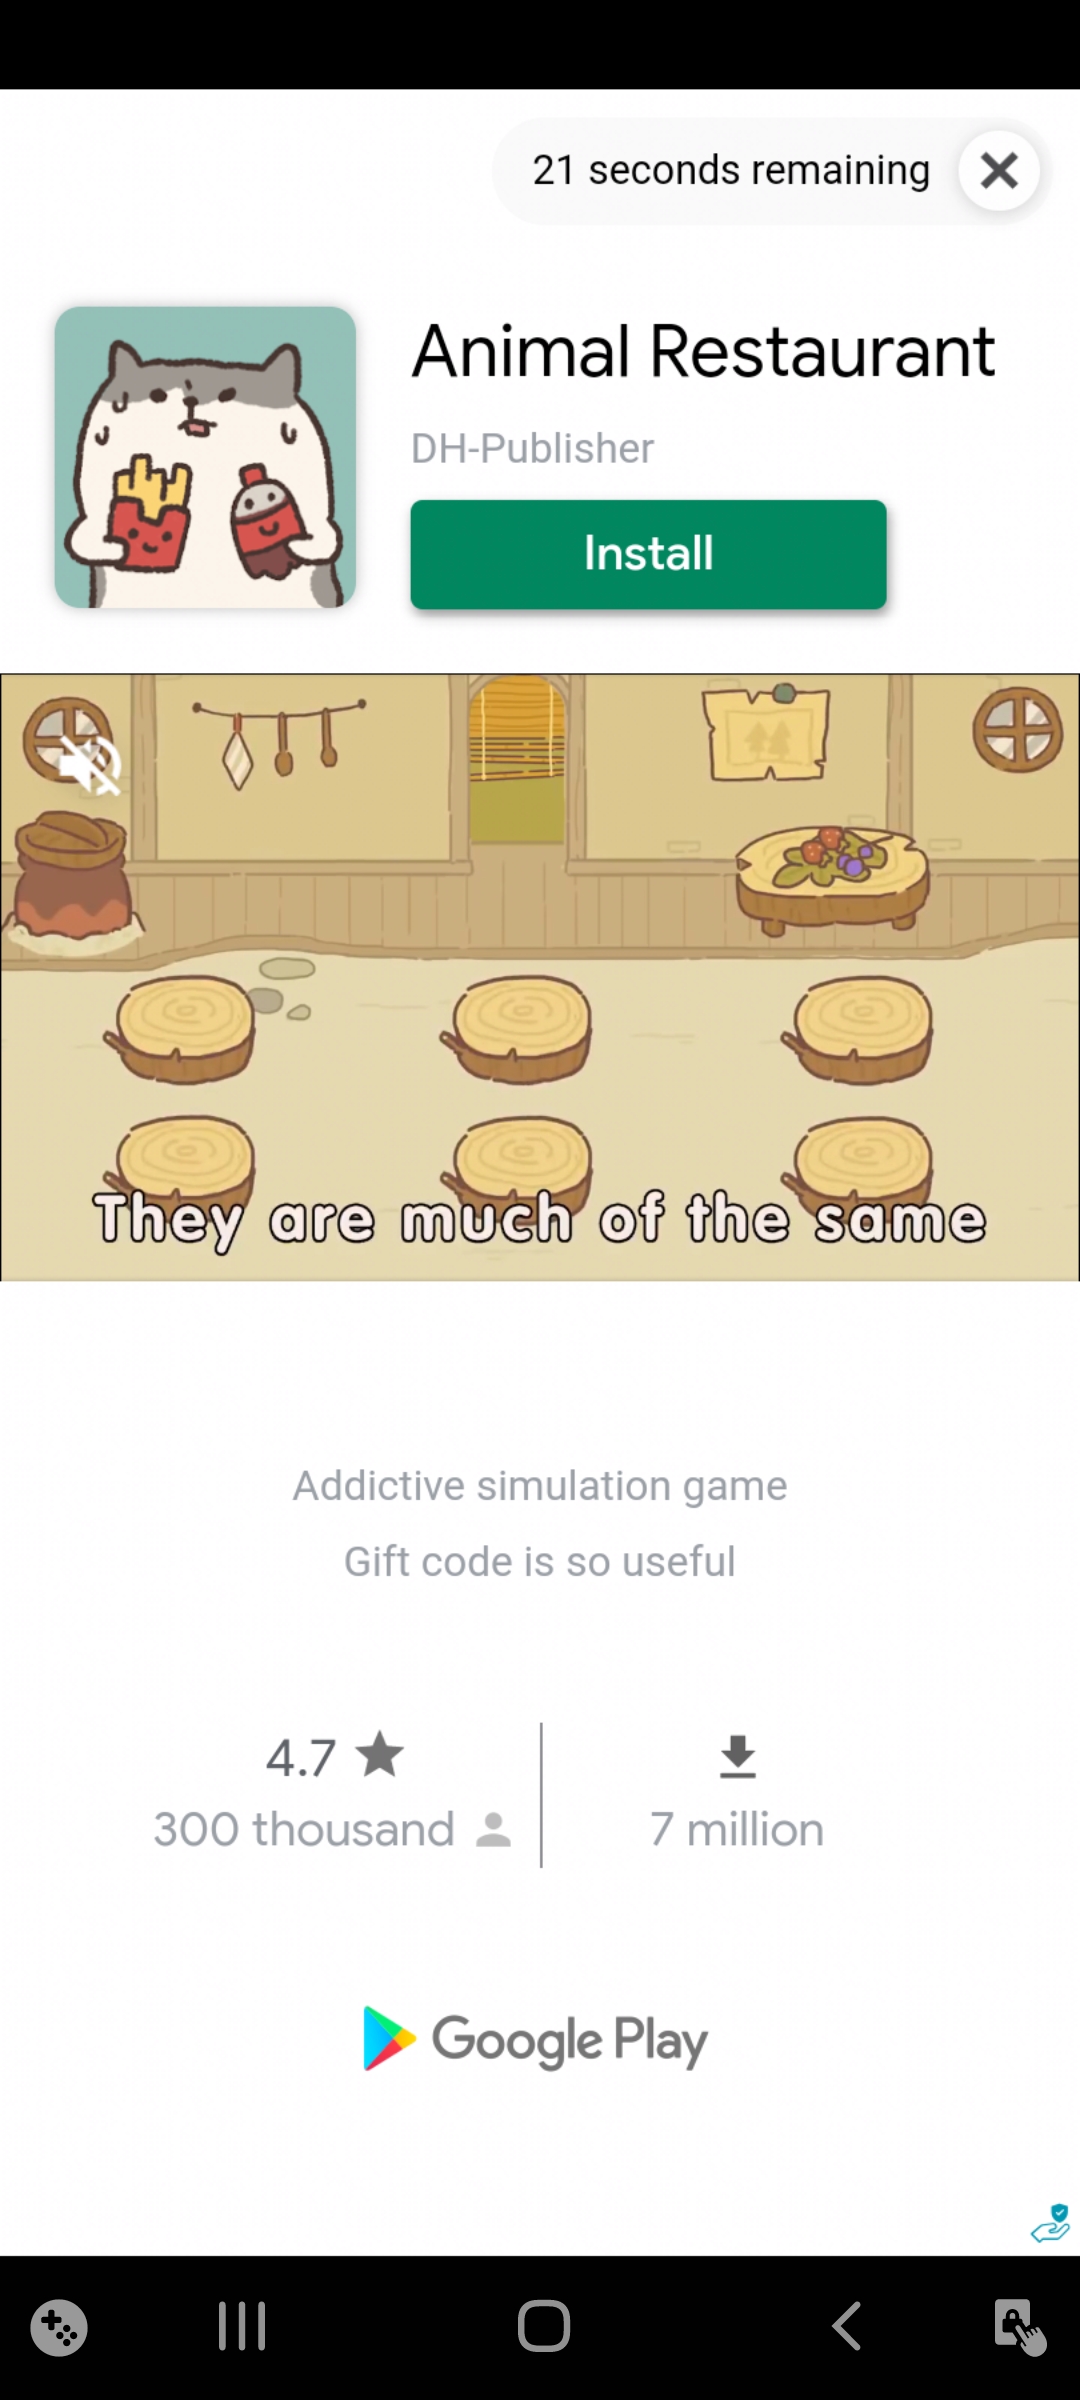 21 seconds remaining
Animal Restaurant
DH-Publisher
Install
They are much of the same
Addictive simulation game
Gift code is so useful
4.7
300 thousand
7 million
Google Play